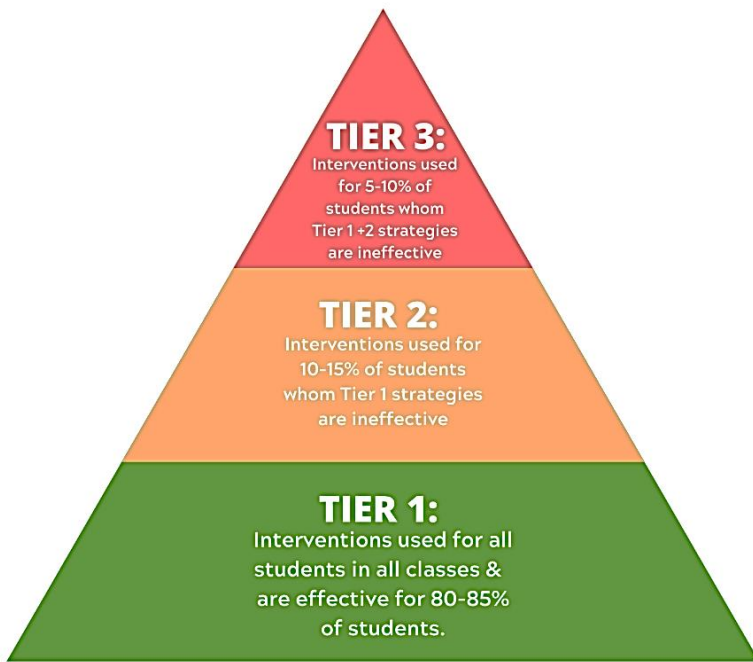 TIER 3:
Interventions used
for 5-10% of
students whom
Tier 1 +2 strategies
are ineffective
TIER 2:
Interventions used for
10-15% of students
whom Tier 1 strategies
are ineffective
TIER 1:
Interventions used for all
students in all classes &
are effective for 80-85%
of students.